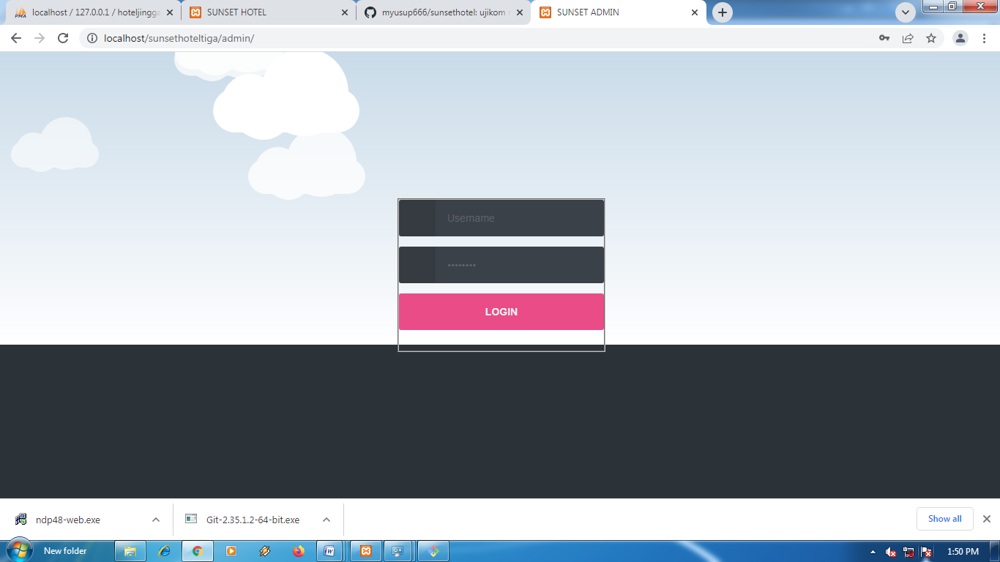 localhost / 127.0.0.1 / hoteljingga
SUNSET HOTEL
myusup666/sunsethotel: ujikom
SUNSET ADMIN
localhost/sunsethoteltiga/admin/
Username
••••••••
LOGIN
ndp48-web.exe
Git-2.35.1.2-64-bit.exe
Show all
New folder
1:50 PM